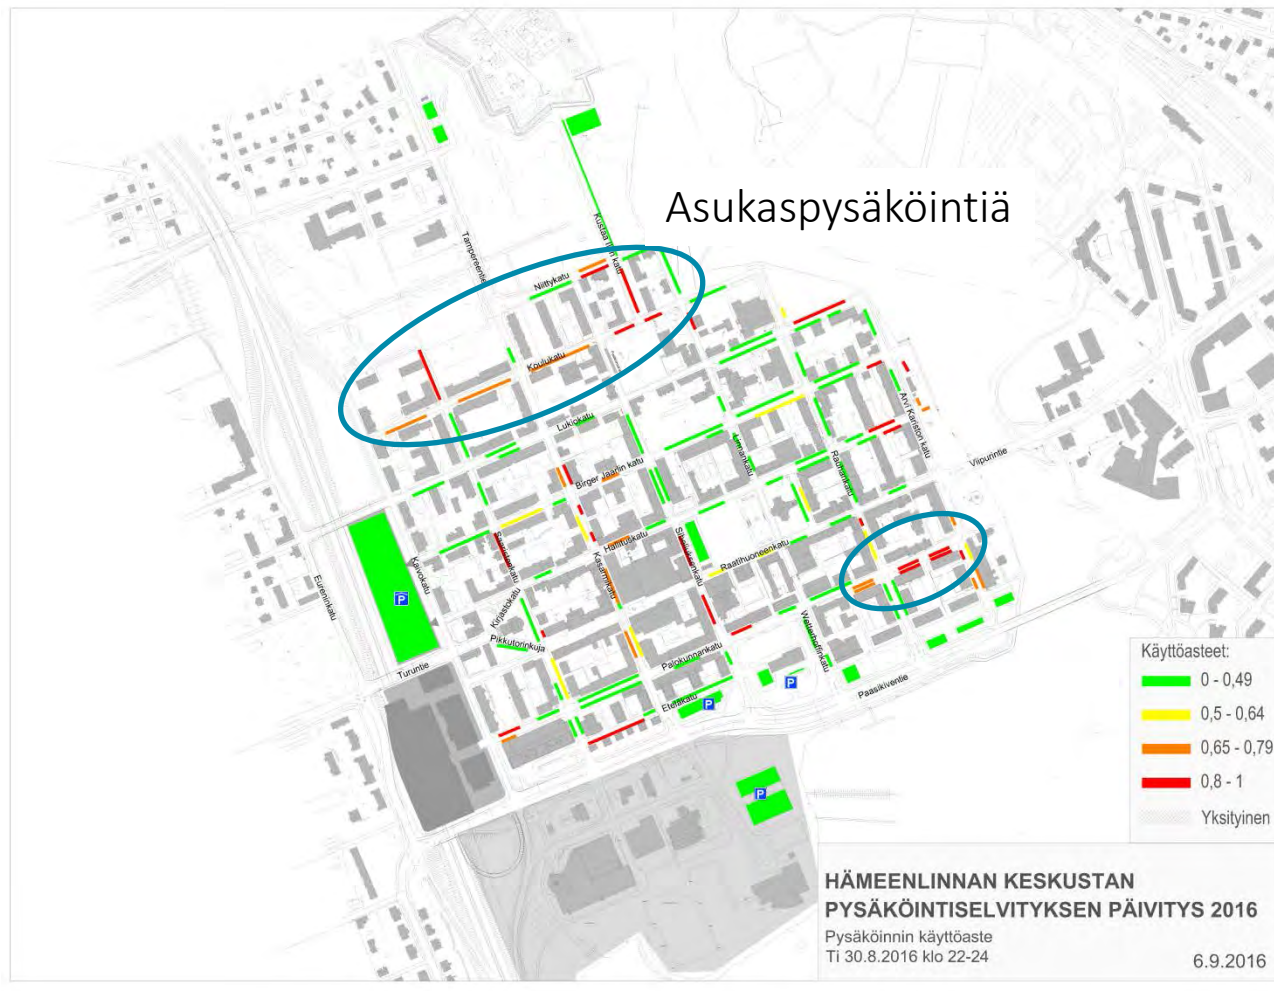 Asukaspysäköintiä
Kustaa III:n katu
Tampereentie
Niittykatu
Koulukatu
Lukiokatu
Birger Jaarlin katu
Linnankatu
Rauhankatu
Arvi Kariston katu
Viipurintie
Hallituskatu
Raatihuoneenkatu
Sibeliuksenkatu
Kasarmikatu
Saaristenkatu
Kaivokatu
Eureninkatu
P
Kirjastokatu
Pikkutorinkuja
Turuntie
Palokunnankatu
Wetterhoffinkatu
Eteläkatu
Paasikiventie
P
P
P
Käyttöasteet:
0 - 0,49
0,5 - 0,64
0,65 - 0,79
0,8 - 1
Yksityinen
HÄMEENLINNAN KESKUSTAN
PYSÄKÖINTISELVITYKSEN PÄIVITYS 2016
Pysäköinnin käyttöaste
Ti 30.8.2016 klo 22-24
6.9.2016